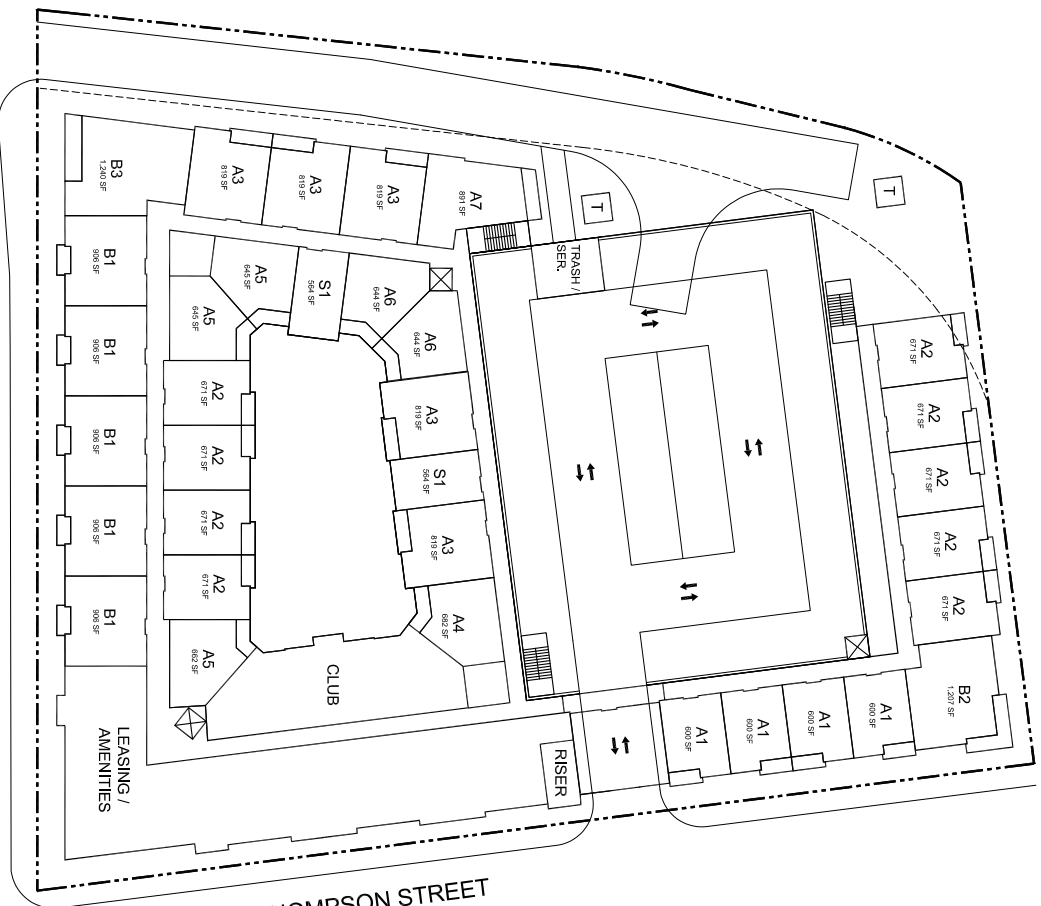 B3
1,240 SF
A3
819 SF
A3
819 SF
A3
819 SF
A7
891 SF
T
T
TRASH /
SER.
B1
906 SF
B1
906 SF
B1
906 SF
B1
906 SF
B1
906 SF
A5
645 SF
A5
645 SF
S1
564 SF
A6
644 SF
A6
644 SF
A2
671 SF
A2
671 SF
A2
671 SF
A2
671 SF
A5
662 SF
A3
819 SF
S1
564 SF
A3
819 SF
A4
682 SF
CLUB
LEASING /
AMENITIES
RISER
A2
671 SF
A2
671 SF
A2
671 SF
A2
671 SF
A2
671 SF
B2
1,207 SF
A1
600 SF
A1
600 SF
A1
600 SF
A1
600 SF
OMPSON STREET